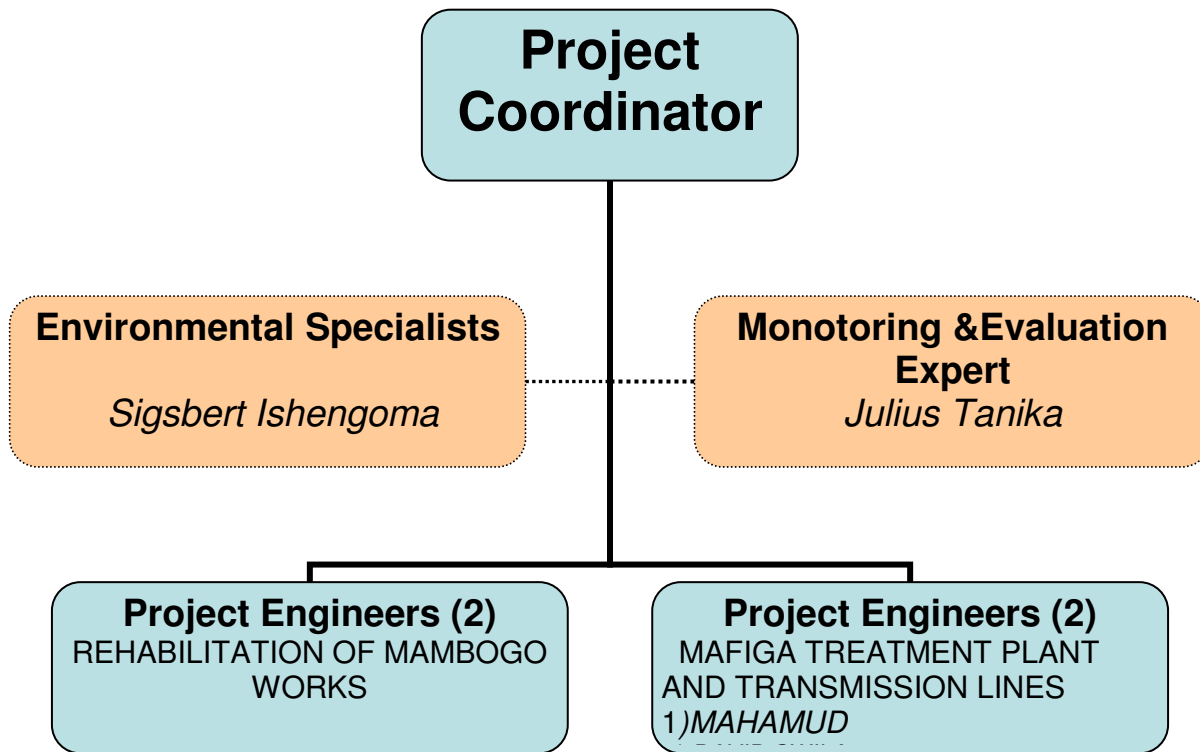 Project
Coordinator
Environmental Specialists
Sigsbert Ishengoma
Monotoring &Evaluation
Expert
Julius Tanika
Project Engineers (2)
REHABILITATION OF MAMBOGO
WORKS
Project Engineers (2)
MAFIGA TREATMENT PLANT
AND TRANSMISSION LINES
1)MAHAMUD